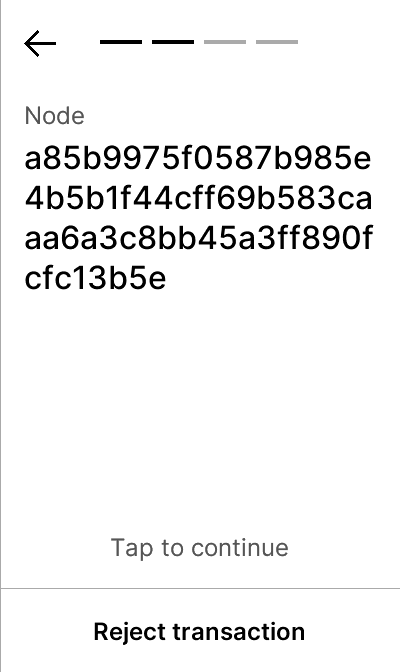 Node
a85b9975f0587b985e
4b5b1f44cff69b583ca
aa6a3c8bb45a3ff890f
cfc13b5e
Tap to continue
Reject transaction